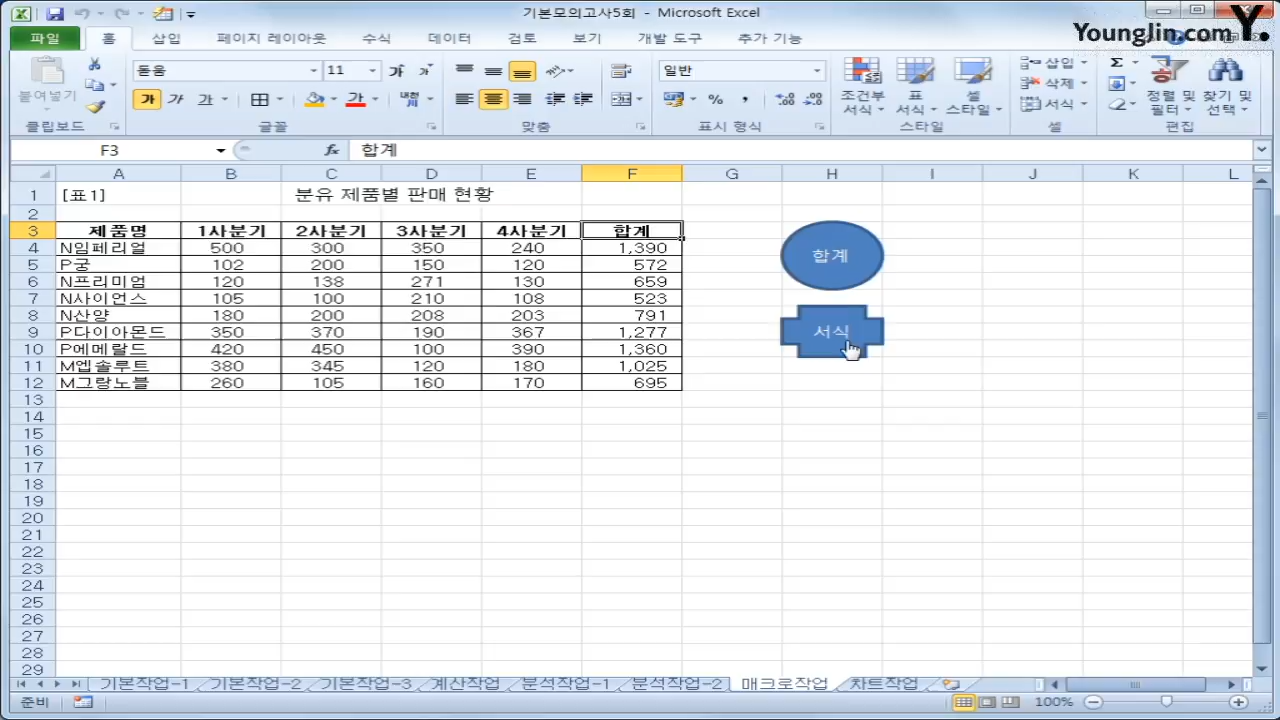 기본모의고사5회 - Microsoft Excel
Younglin.com Y.
파일 홈 삽입 페이지 레이아웃 수식 데이터 검토 보기 개발 도구 추가 기능
붙여넣기 돋움 11 가 가 가 가 가 가 내천 일반 % 조건부 서식 표 서식 셀 스타일 삽입 삭제 서식 Σ 정렬 및 필터 찾기 및 선택
클립보드 글꼴 맞춤 표시 형식 스타일 셀 편집
F3 fx 합계
A B C D E F G H I J K L
1 [표1] 분유 제품별 판매 현황
2
3 제품명 1사분기 2사분기 3사분기 4사분기 합계
4 N임페리얼 500 300 350 240 1,390
5 P궁 102 200 150 120 572
6 N프리미엄 120 138 271 130 659
7 N사이언스 105 100 210 108 523
8 N산양 180 200 208 203 791
9 P다이아몬드 350 370 190 367 1,277
10 P에메랄드 420 450 100 390 1,360
11 M엡솔루트 380 345 120 180 1,025
12 M그랑노블 260 105 160 170 695
합계
서식
13
14
15
16
17
18
19
20
21
22
23
24
25
26
27
28
29
기본작업-1 기본작업-2 기본작업-3 계산작업 분석작업-1 분석작업-2 매크로작업 차트작업
준비 100%